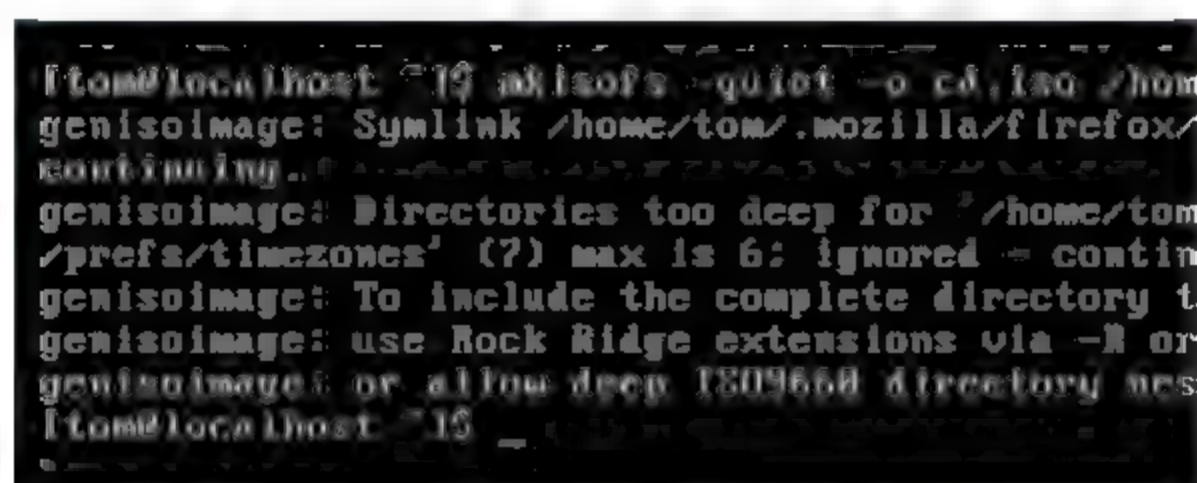 [tom@localhost ~]$ mkisofs -quiet -o cd.iso /hom
genisoimage: Symlink /home/tom/.mozilla/firefox/
continuing.
genisoimage: Directories too deep for '/home/tom
/prefs/timezones' (7) max is 6; ignored - contin
genisoimage: To include the complete directory t
genisoimage: use Rock Ridge extensions via -R or
genisoimage: or allow deep ISO9660 directory nes
[tom@localhost ~]$ _